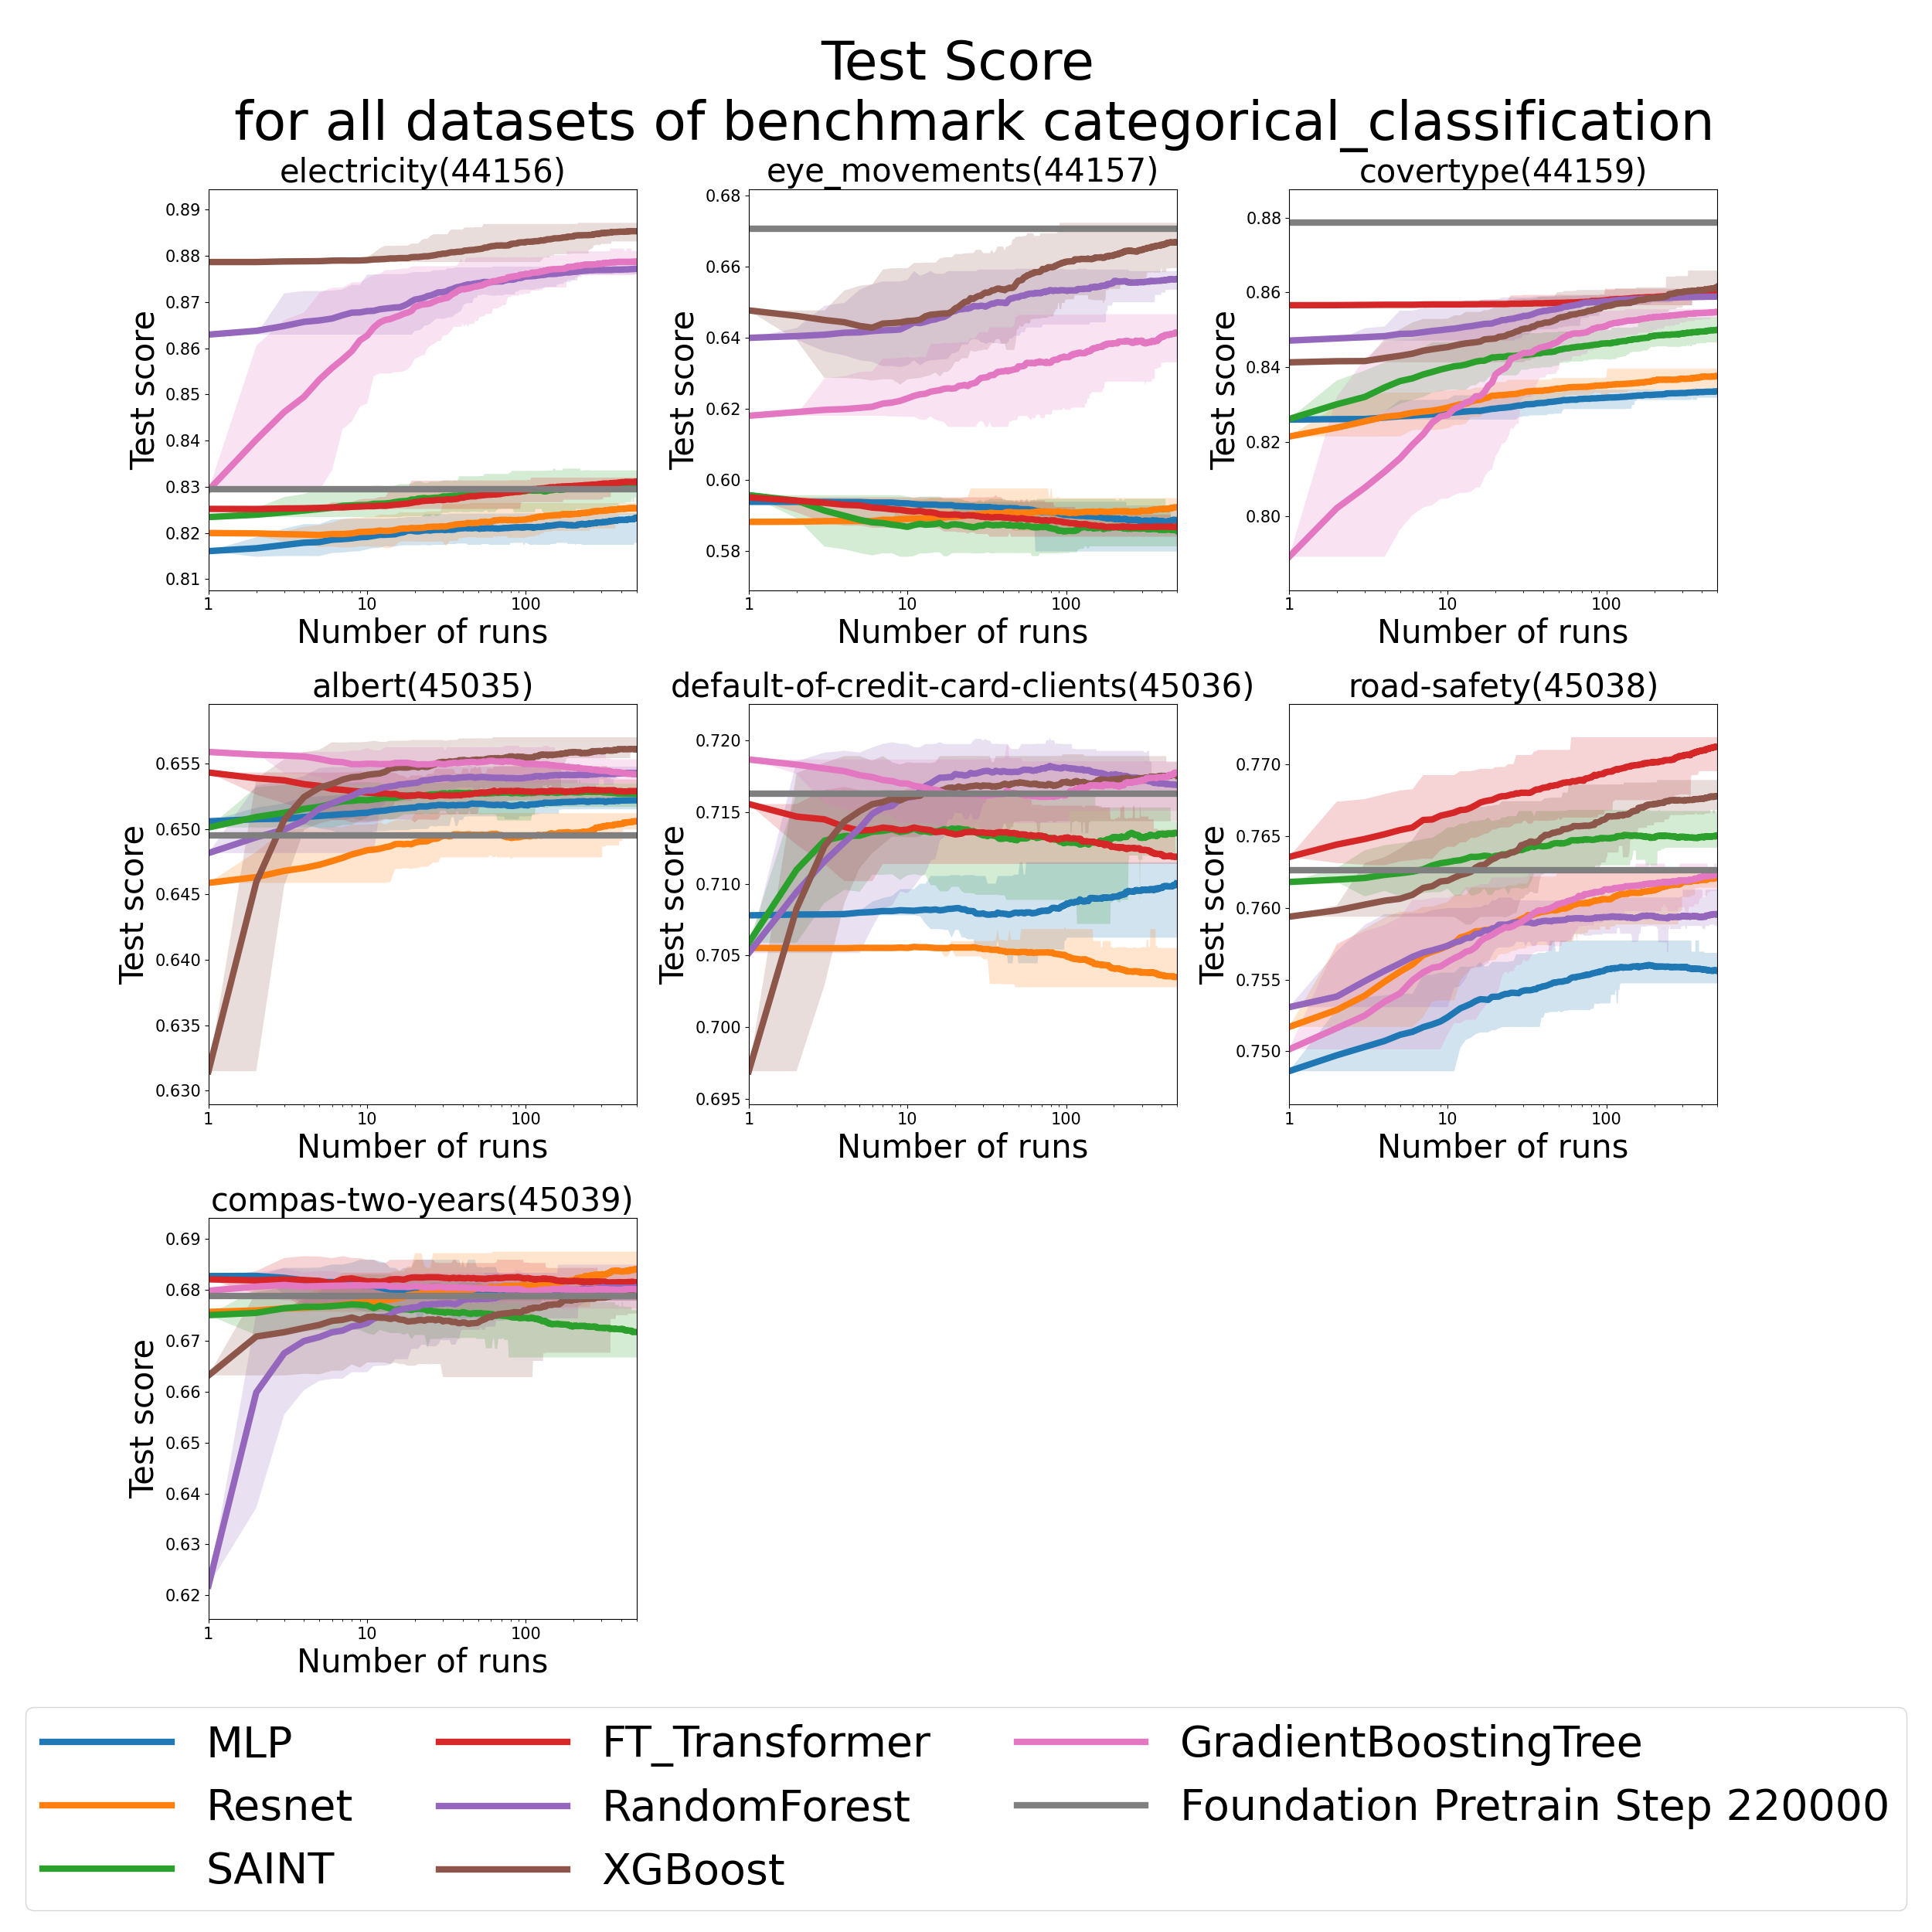 Test Score
for all datasets of benchmark categorical_classification
electricity(44156)
eye_movements(44157)
covertype(44159)
Test score
0.89
0.88
0.87
0.86
0.85
0.84
0.83
0.82
0.81
1
10
100
Number of runs
Test score
0.68
0.66
0.64
0.62
0.60
0.58
1
10
100
Number of runs
Test score
0.88
0.86
0.84
0.82
0.80
1
10
100
Number of runs
albert(45035)
default-of-credit-card-clients(45036)
road-safety(45038)
Test score
0.655
0.650
0.645
0.640
0.635
0.630
1
10
100
Number of runs
Test score
0.720
0.715
0.710
0.705
0.700
0.695
1
10
100
Number of runs
Test score
0.770
0.765
0.760
0.755
0.750
1
10
100
Number of runs
compas-two-years(45039)
Test score
0.69
0.68
0.67
0.66
0.65
0.64
0.63
0.62
1
10
100
Number of runs
MLP
Resnet
SAINT
FT_Transformer
RandomForest
XGBoost
GradientBoostingTree
Foundation Pretrain Step 220000